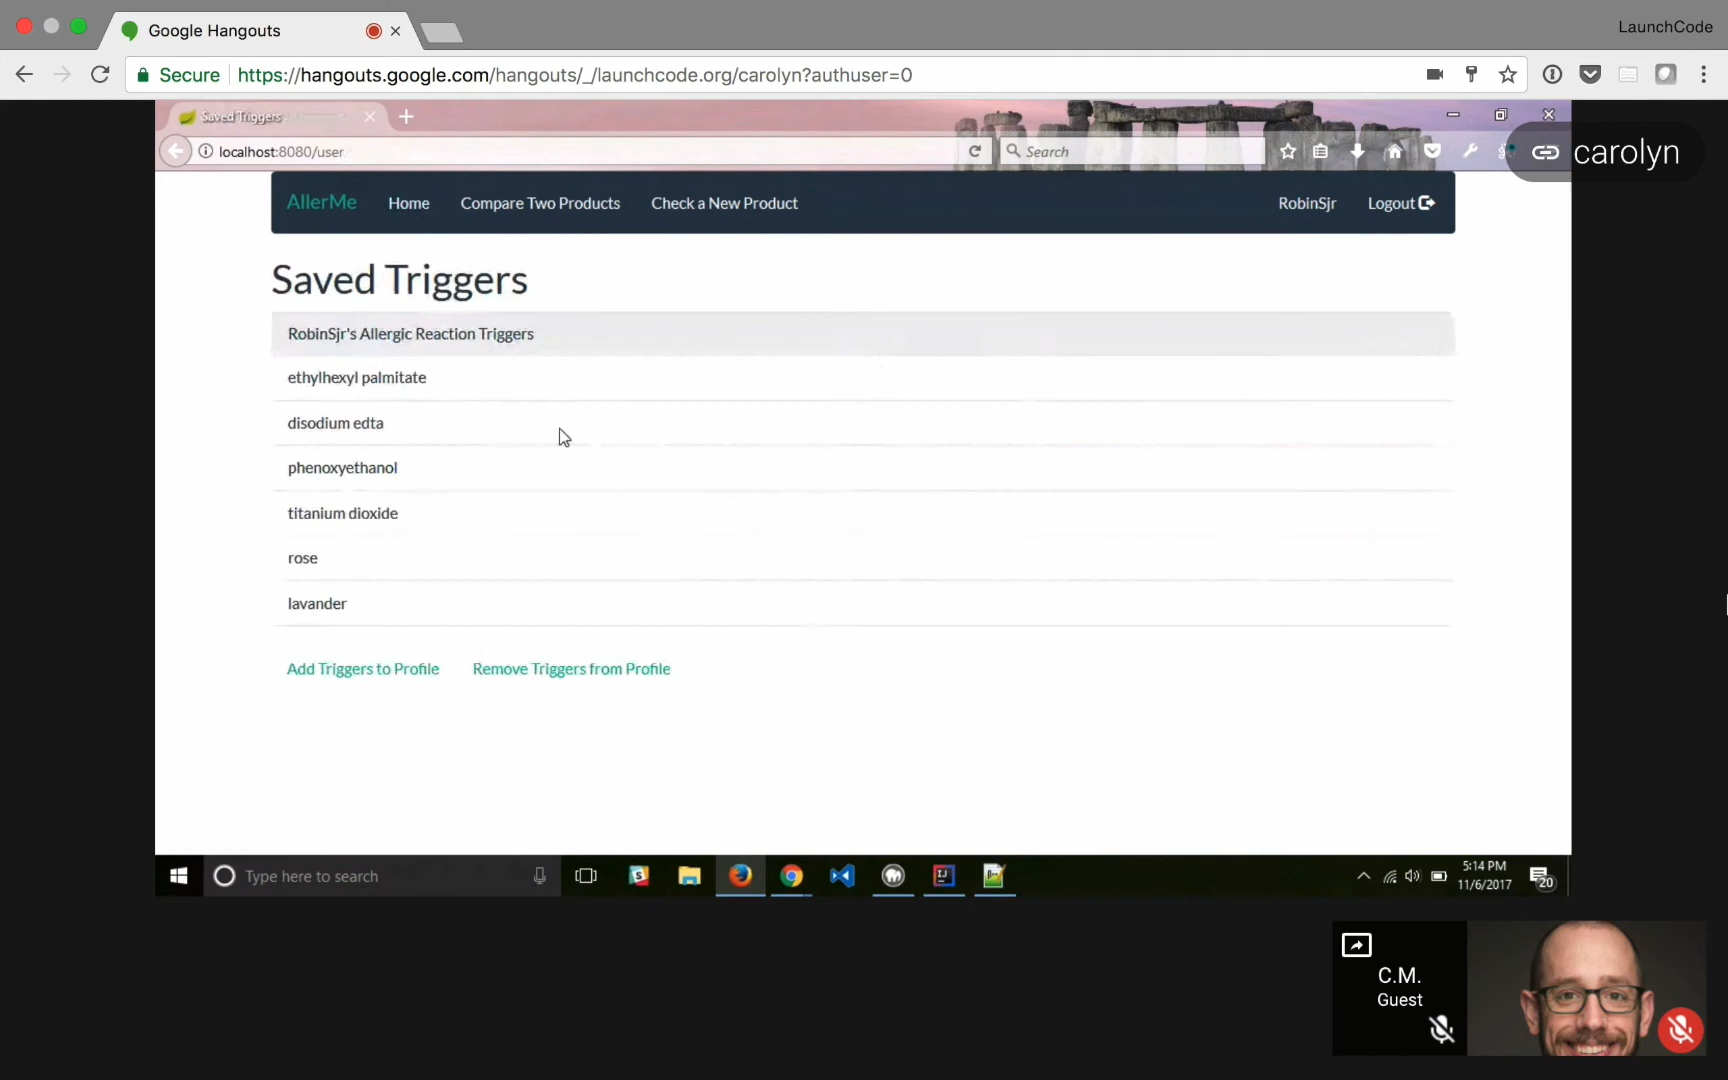 Google Hangouts
LaunchCode
Secure https://hangouts.google.com/hangouts/_/launchcode.org/carolyn?authuser=0
Saved Triggers
localhost:8080/user
Search
carolyn
AllerMe Home Compare Two Products Check a New Product RobinSjr Logout
Saved Triggers
RobinSjr's Allergic Reaction Triggers
ethylhexyl palmitate
disodium edta
phenoxyethanol
titanium dioxide
rose
lavander
Add Triggers to Profile Remove Triggers from Profile
Type here to search
5:14 PM
11/6/2017
20
C.M.
Guest